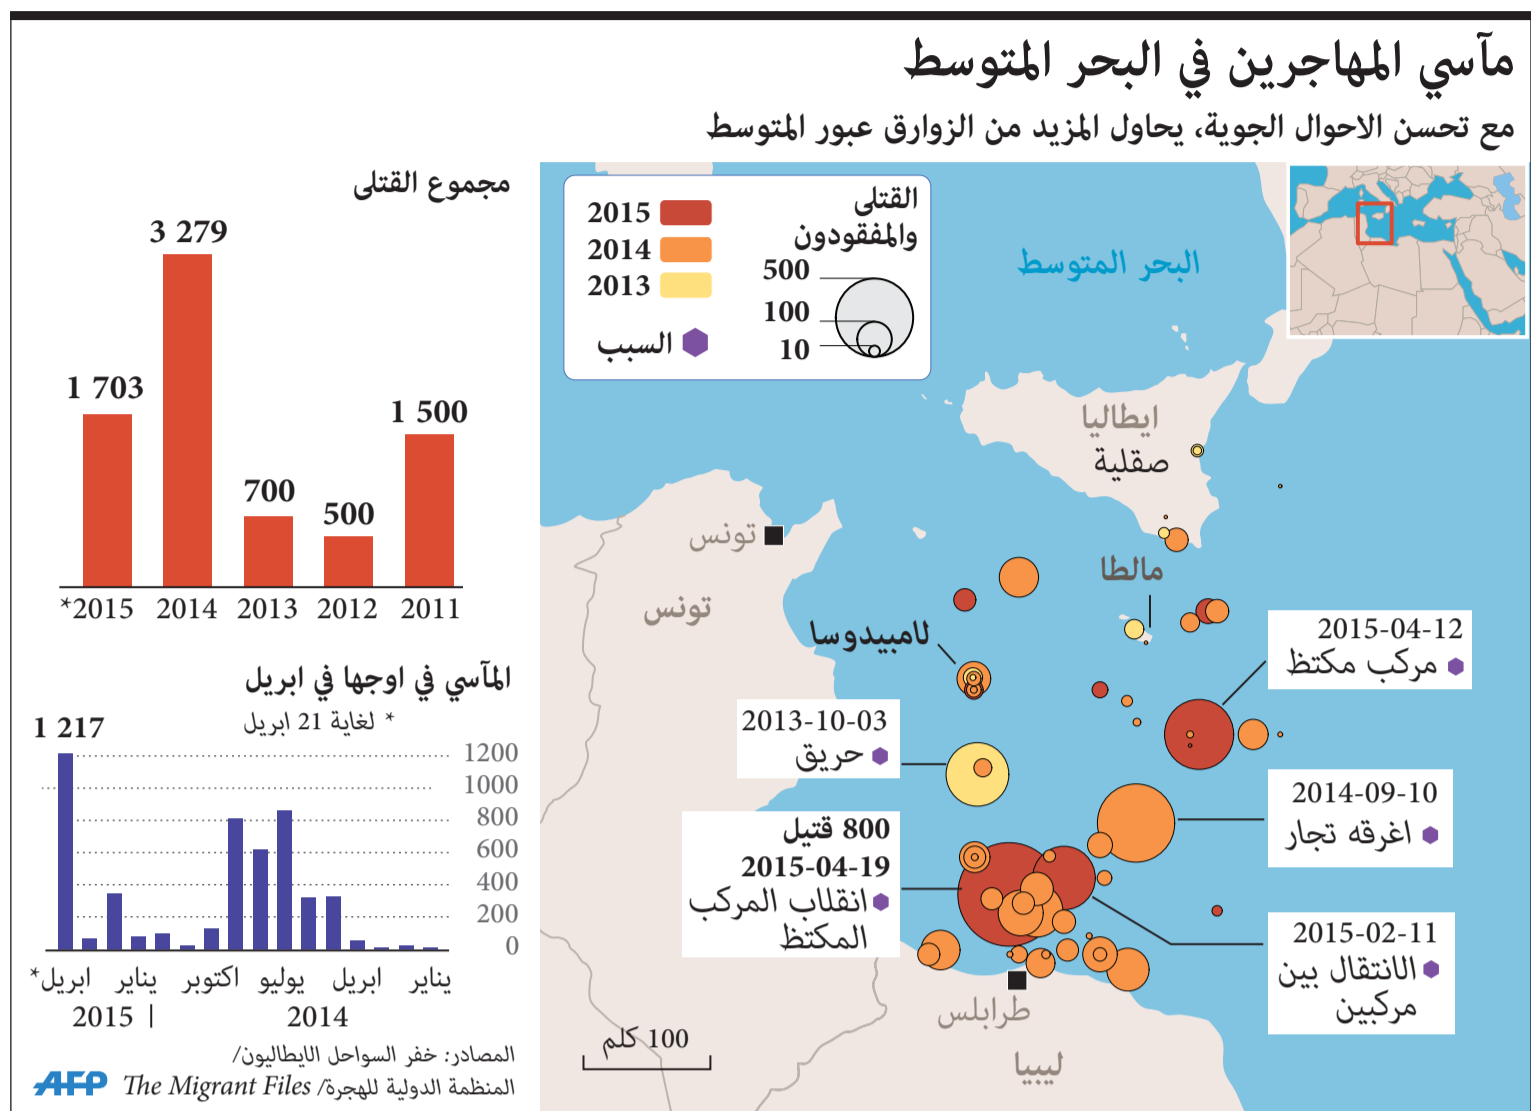 مآسي المهاجرين في البحر المتوسط
مع تحسن الاحوال الجوية، يحاول المزيد من الزوارق عبور المتوسط
القتلى
والمفقودون
500
100
10
2015
2014
2013
السبب
البحر المتوسط
ايطاليا
صقلية
مالطا
تونس
تونس
لامبيدوسا
2015-04-12
مركب مكتظ
2013-10-03
حريق
2014-09-10
اغرقه تجار
800 قتيل
2015-04-19
انقلاب المركب
المكتظ
2015-02-11
الانتقال بين
مركبين
طرابلس
ليبيا
100 كلم
مجموع القتلى
1 500
500
700
3 279
1 703
2011
2012
2013
2014
2015*
المآسي في اوجها في ابريل
* لغاية 21 ابريل
1 217
1200
1000
800
600
400
200
0
يناير
ابريل
يوليو
اكتوبر
يناير
ابريل*
2014
2015
المصادر: خفر السواحل الايطاليون/
المنظمة الدولية للهجرة/ The Migrant Files
AFP